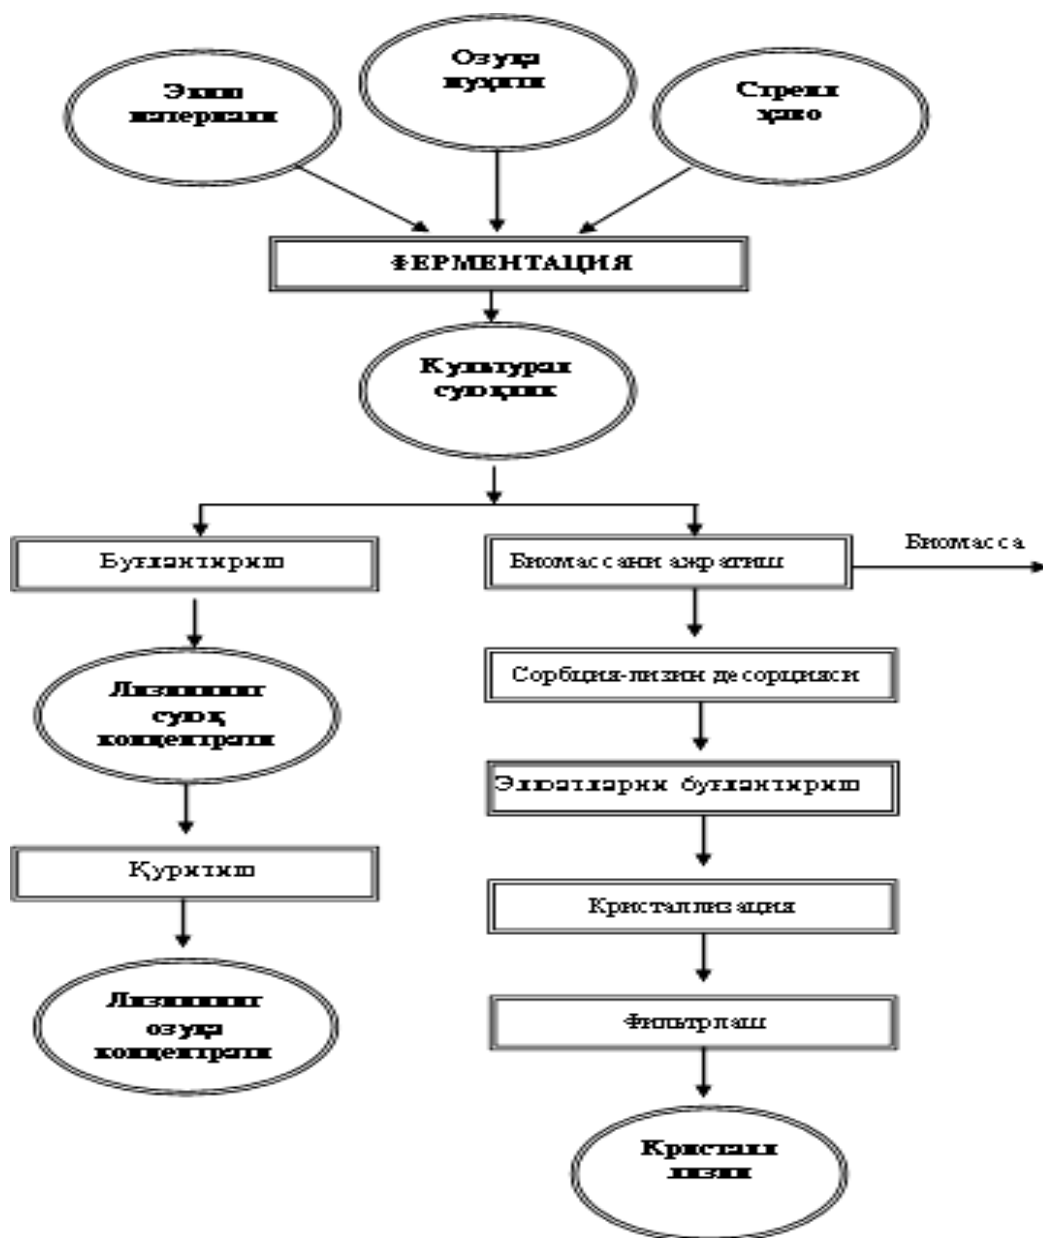 Экиш
материали
Озуқа
муҳити
Стрепл
ҳаво
ФЕРМЕНТАЦИЯ
Культурал
суюқлик
Буғлантириш
Биомассани ажратиш
Биомасса
Лизиннинг
суюқ
концентрати
Сорбция-лизин десорцияси
Элюатларни буғлантириш
Қуритиш
Кристаллизация
Лизиннинг
озуқа
концентрати
Фильтрлаш
Кристалл
лизин